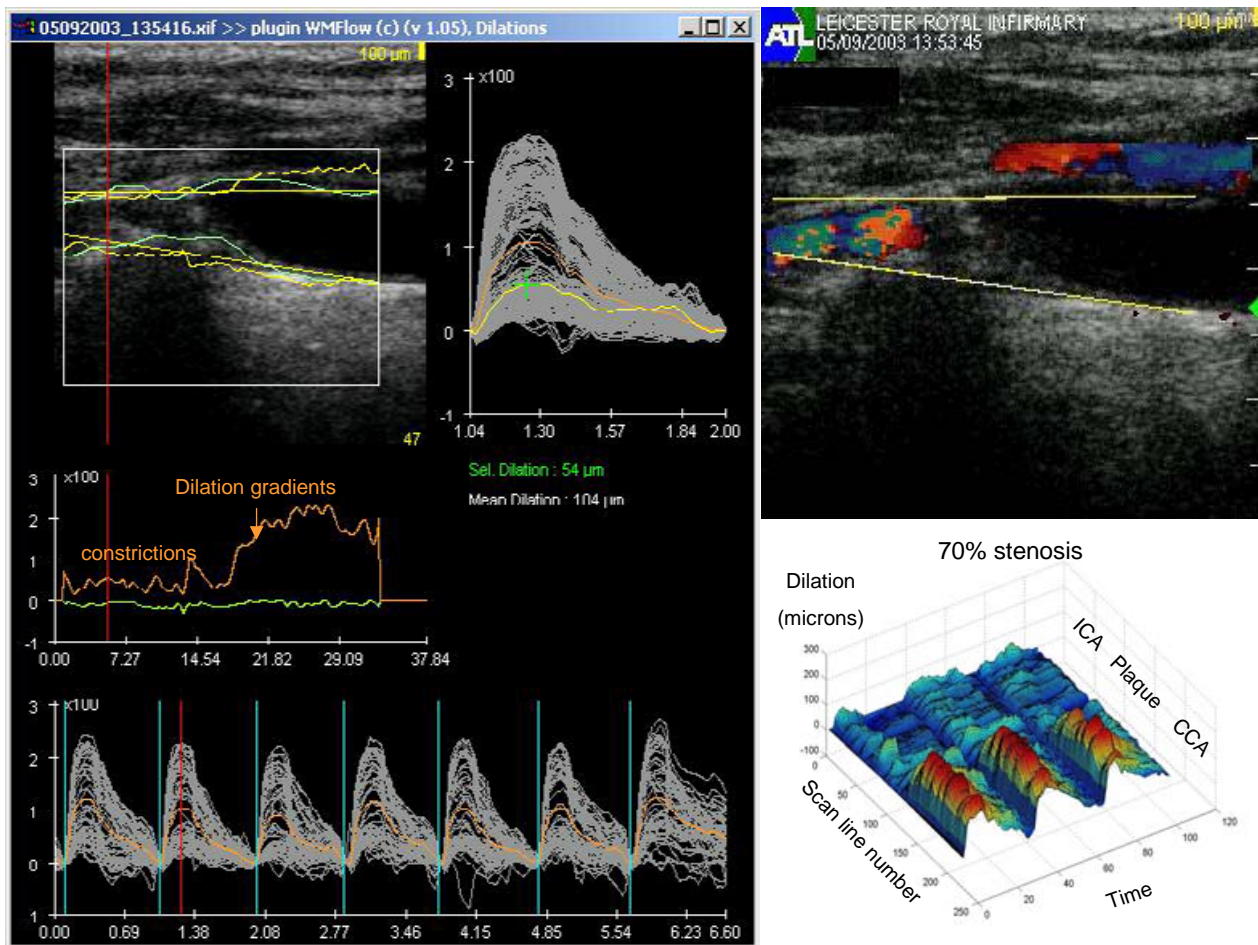 05092003_135416.xif >> plugin WMFlow (c) (v 1.05), Dilations
100 µm
47
x100
3
2
1
0
-1
1.04 1.30 1.57 1.84 2.00
Sel. Dilation : 54 µm
Mean Dilation : 104 µm
x100
3
2
1
0
-1
Dilation gradients
constrictions
0.00 7.27 14.54 21.82 29.09 37.84
x100
3
2
1
0
1
0.00 0.69 1.38 2.08 2.77 3.46 4.15 4.85 5.54 6.23 6.60
ATL LEICESTER ROYAL INFIRMARY 100 µm
05/09/2003 13:53:45
70% stenosis
Dilation
(microns)
300
200
100
0
-100
ICA Plaque CCA
0 50 100 150 200 250
Scan line number
0 20 40 60 80 100 120
Time